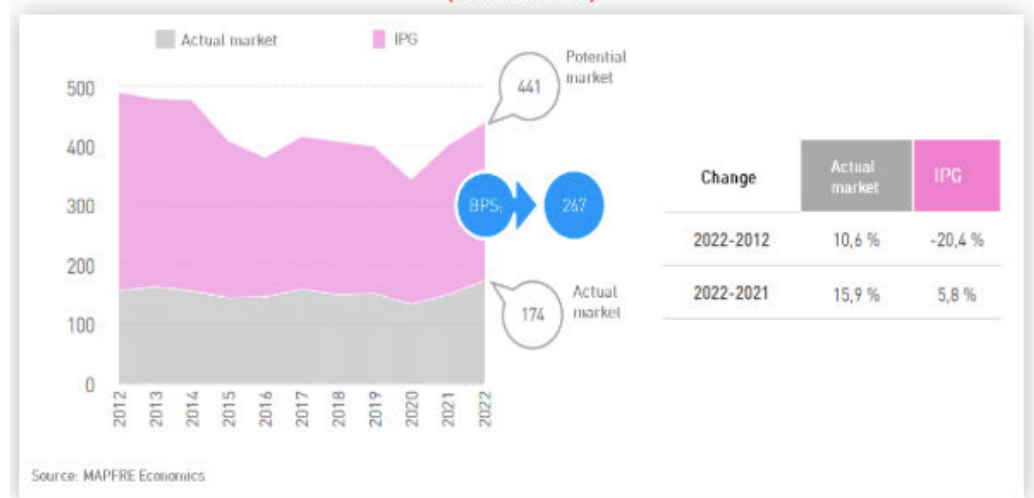 Actual market
IPG
Potential
market
441
500
400
300
200
100
0
BPSi
267
Actual
market
174
2012
2013
2014
2015
2016
2017
2018
2019
2020
2021
2022
Change
Actual
market
IPG
2022-2012
10,6 %
-20,4 %
2022-2021
15,9 %
5,8 %
Source: MAPFRE Economics